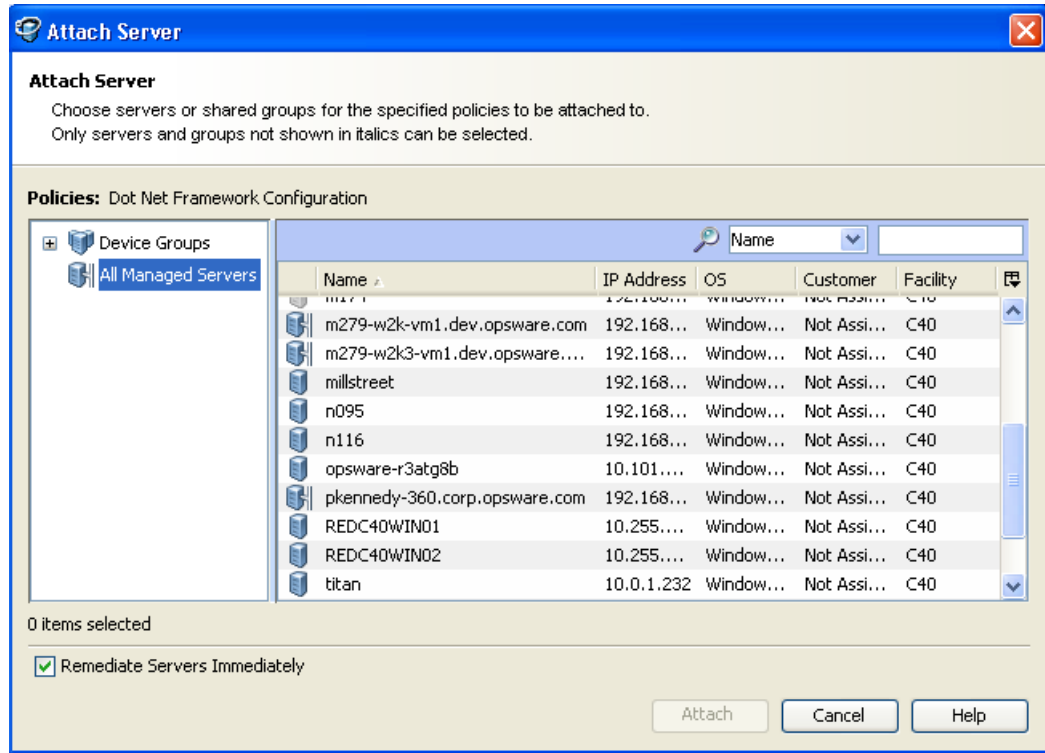 Attach Server
Attach Server
Choose servers or shared groups for the specified policies to be attached to.
Only servers and groups not shown in italics can be selected.
Policies: Dot Net Framework Configuration
Device Groups
All Managed Servers
Name
Name IP Address OS Customer Facility
m279-w2k-vm1.dev.opsware.com 192.168... Window... Not Assi... C40
m279-w2k3-vm1.dev.opsware.... 192.168... Window... Not Assi... C40
millstreet 192.168... Window... Not Assi... C40
n095 192.168... Window... Not Assi... C40
n116 192.168... Window... Not Assi... C40
opsware-r3atg8b 10.101.... Window... Not Assi... C40
pkennedy-360.corp.opsware.com 192.168... Window... Not Assi... C40
REDC40WIN01 10.255.... Window... Not Assi... C40
REDC40WIN02 10.255.... Window... Not Assi... C40
titan 10.0.1.232 Window... Not Assi... C40
0 items selected
Remediate Servers Immediately
Attach Cancel Help